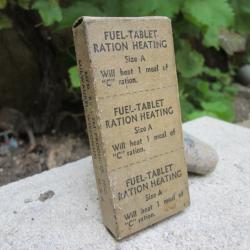 FUEL-TABLET
RATION HEATING
Size A
Will heat 1 meal of
"C" ration.
FUEL-TABLET
RATION HEATING
Size A
Will heat 1 meal of
"C" ration.
FUEL-TABLET
RATION HEATING
Size A
Will heat 1 meal of
"C" ration.